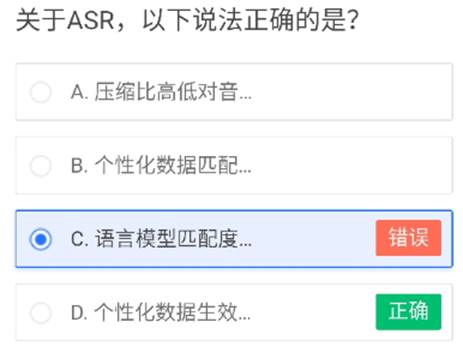 关于ASR，以下说法正确的是？
A. 压缩比高低对音...
B. 个性化数据匹配...
C. 语言模型匹配度...
错误
D. 个性化数据生效...
正确